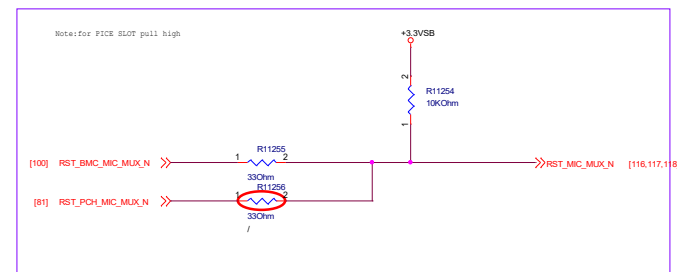 Note:for PICE SLOT pull high
+3.3VSB
2
R11254
10KOhm
1
R11255
[100] RST_BMC_MIC_MUX_N
1
2
RST_MIC_MUX_N [116,117,118
33Ohm
R11256
[81] RST_PCH_MIC_MUX_N
1
2
33Ohm
/